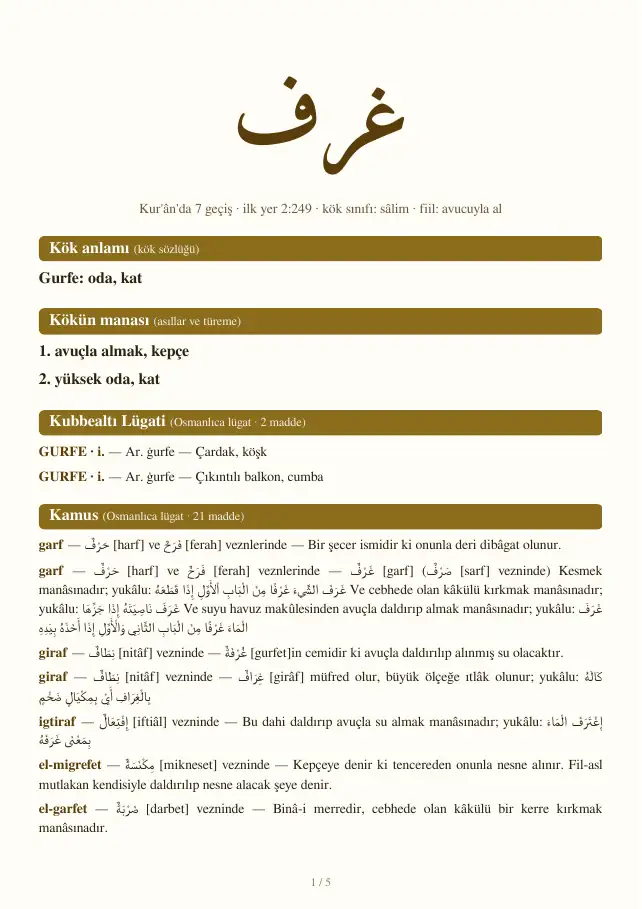 غرف
Kur'ân'da 7 geçiş · ilk yer 2:249 · kök sınıfı: sâlim · fiil: avucuyla al
Kök anlamı (kök sözlüğü)
Gurfe: oda, kat
Kökün manası (asıllar ve türeme)
1. avuçla almak, kepçe
2. yüksek oda, kat
Kubbealtı Lügati (Osmanlıca lügat · 2 madde)
GURFE · i. — Ar. ġurfe — Çardak, köşk
GURFE · i. — Ar. ġurfe — Çıkıntılı balkon, cumba
Kamus (Osmanlıca lügat · 21 madde)
garf — حَرْفٌ [harf] ve فَرَحٌ [ferah] veznlerinde — Bir şecer ismidir ki onunla deri dibâgat olunur.
garf — حَرْفٌ [harf] ve فَرَحٌ [ferah] veznlerinde — غَرْفٌ [garf] (صَرْفٌ [sarf] vezninde) Kesmek
manâsınadır; yukâlu: غَرَفَ الشَّيْءَ غَرْفًا مِنَ الْبَابِ الْأَوَّلِ إِذَا قَطَعَهُ Ve cebhede olan kâkülü kırkmak manâsınadır;
yukâlu: غَرَفَ نَاصِيَتَهُ إِذَا جَزَّهَا Ve suyu havuz makûlesinden avuçla daldırıp almak manâsınadır; yukâlu: غَرَفَ
الْمَاءَ غَرْفًا مِنَ الْبَابِ الثَّانِي وَالْأَوَّلِ إِذَا أَخَذَهُ بِيَدِهِ
giraf — نِطَافٌ [nitâf] vezninde — غُرْفَةٌ [gurfet]in cemidir ki avuçla daldırılıp alınmış su olacaktır.
giraf — نِطَافٌ [nitâf] vezninde — غِرَافٌ [girâf] müfred olur, büyük ölçeğe ıtlâk olunur; yukâlu: كَالَهُ
بِالْغِرَافِ أَيْ بِمِكْيَالٍ ضَخْمٍ
igtiraf — إِفْتِعَالٌ [iftiâl] vezninde — Bu dahi daldırıp avuçla su almak manâsınadır; yukâlu: إِغْتَرَفَ الْمَاءَ
بِمَعْنَى غَرَفَهُ
el-migrefet — مِكْنَسَةٌ [mikneset] vezninde — Kepçeye denir ki tencereden onunla nesne alınır. Fil-asl
mutlakan kendisiyle daldırılıp nesne alacak şeye denir.
el-garfet — ضَرْبَةٌ [darbet] vezninde — Binâ-i merredir, cebhede olan kâkülü bir kerre kırkmak
manâsınadır.
1 / 5